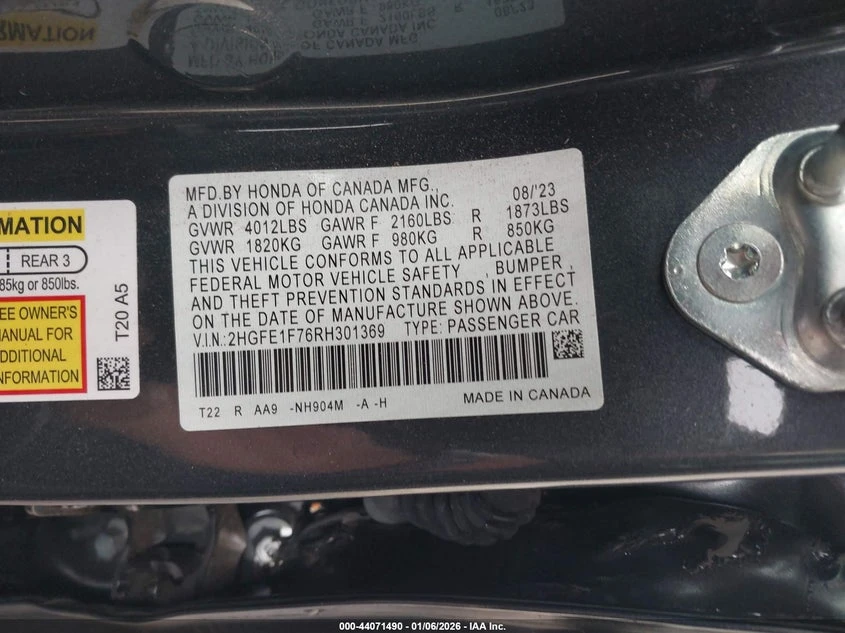 MATION
REAR 3
85kg or 850lbs.
EE OWNER'S
MANUAL FOR
ADDITIONAL
INFORMATION
T20 A5
MFD.BY HONDA OF CANADA MFG., 08/'23
A DIVISION OF HONDA CANADA INC.
GVWR 4012LBS GAWR F 2160LBS R 1873LBS
GVWR 1820KG GAWR F 980KG R 850KG
THIS VEHICLE CONFORMS TO ALL APPLICABLE
FEDERAL MOTOR VEHICLE SAFETY , BUMPER ,
AND THEFT PREVENTION STANDARDS IN EFFECT
ON THE DATE OF MANUFACTURE SHOWN ABOVE.
V.I.N.:2HGFE1F76RH301369 TYPE: PASSENGER CAR
T22 R AA9 -NH904M -A -H MADE IN CANADA
000-44071490 - 01/06/2026 - IAA Inc.